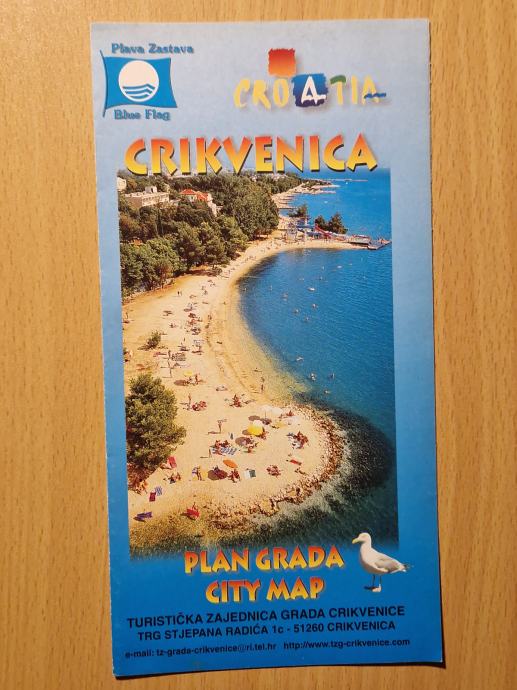 Plava Zastava
Blue Flag
CROATIA
CRIKVENICA
PLAN GRADA
CITY MAP
TURISTIČKA ZAJEDNICA GRADA CRIKVENICE
TRG STJEPANA RADIĆA 1c - 51260 CRIKVENICA
e-mail: tz-grada-crikvenice@ri.tel.hr http://www.tzg-crikvenice.com